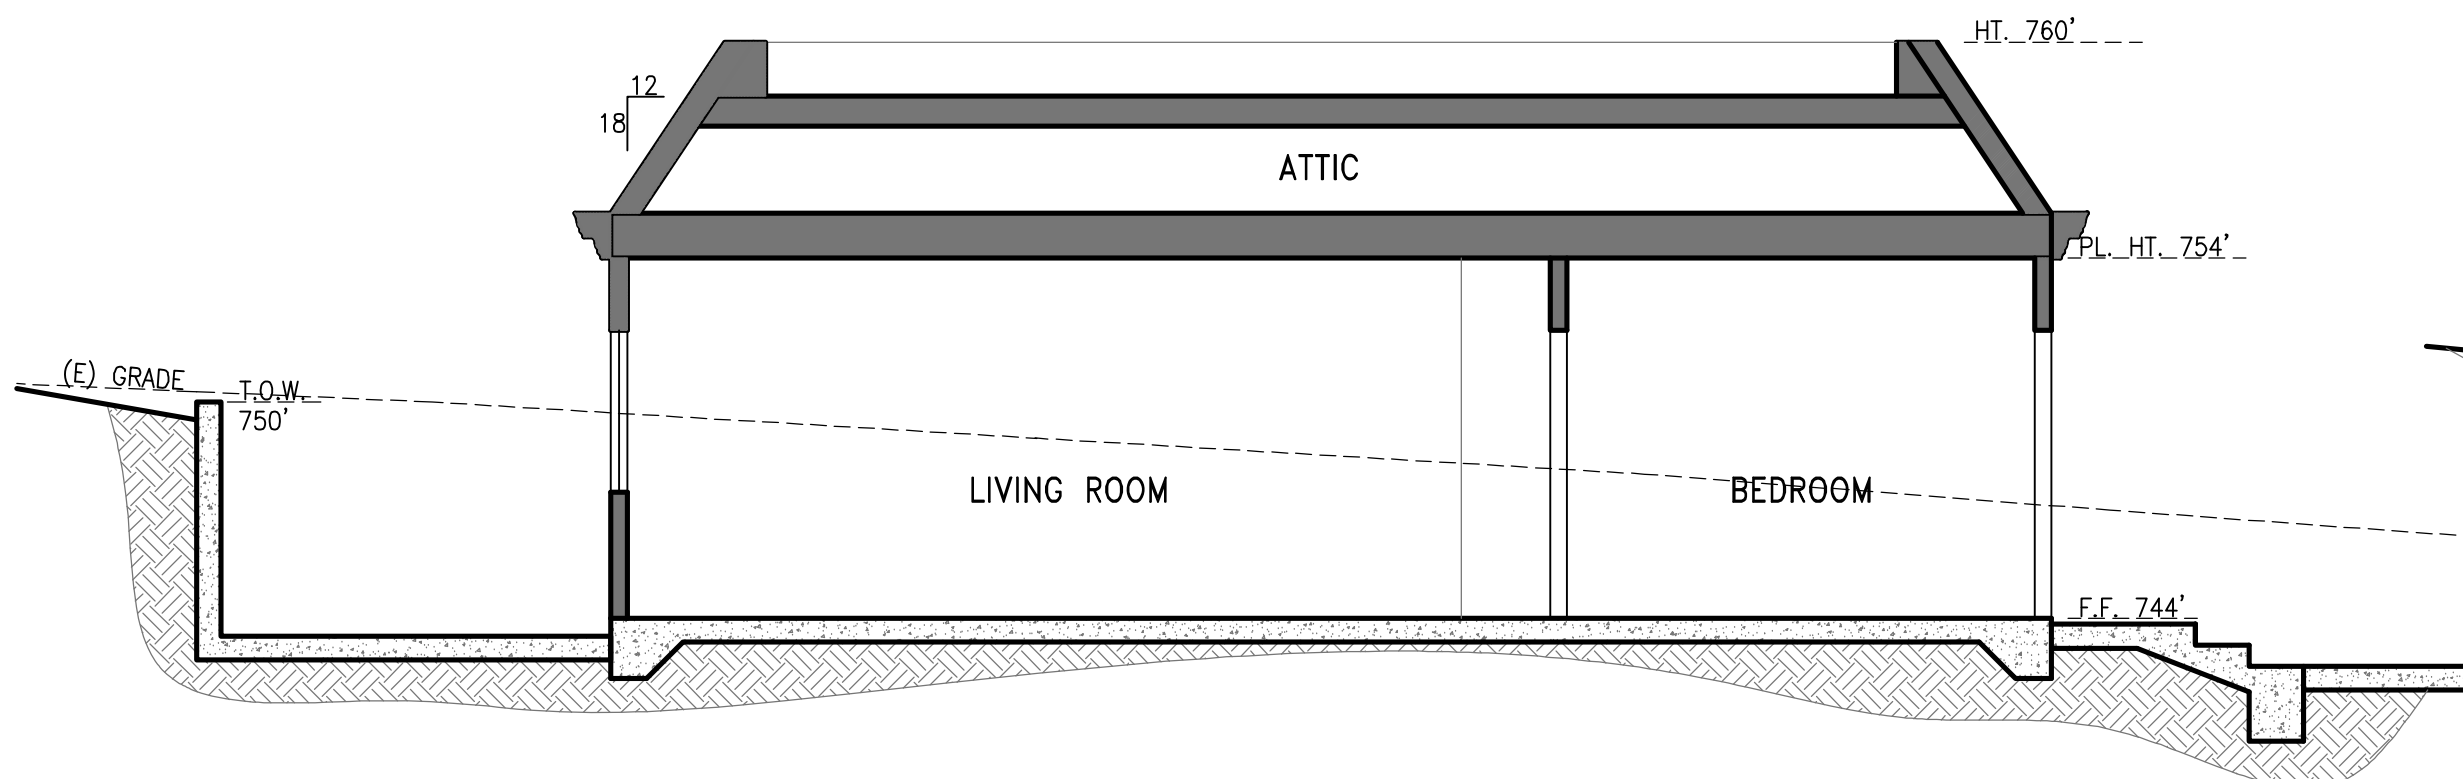 HT. 760'
12
18
ATTIC
PL. HT. 754'
(E) GRADE
T.O.W.
750'
LIVING ROOM
BEDROOM
F.F. 744'